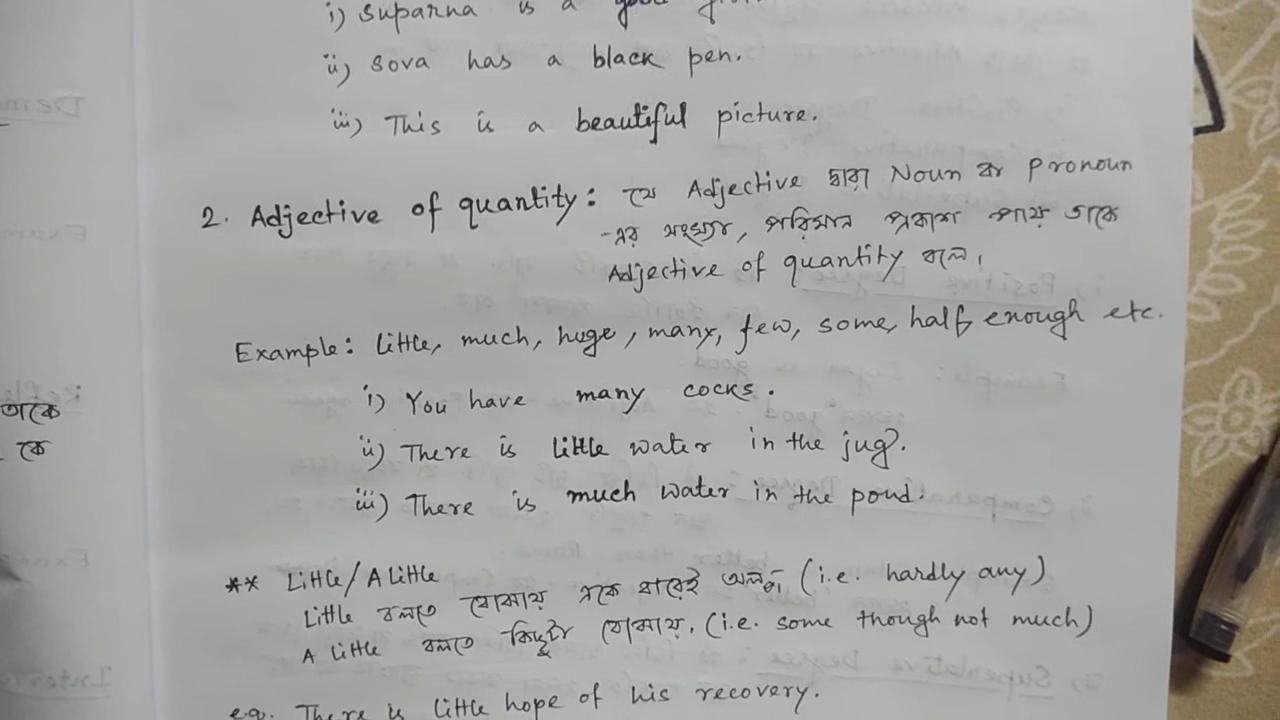 i) Suparna is a good
ii) Sova has a black pen.
iii) This is a beautiful picture.
2. Adjective of quantity: যে Adjective দ্বারা Noun বা Pronoun
-এর সংখ্যা, পরিমান প্রকাশ পায় তাকে
Adjective of quantity বলে।
Example: Little, much, huge, many, few, some, half, enough etc.
i) You have many cocks.
ii) There is little water in the jug.
iii) There is much water in the pond.
তাকে
কে
** Little/A little
Little বলতে বোঝায় একে বারেই অল্প (i.e. hardly any)
A little বলতে কিছুটা বোঝায়. (i.e. some though not much)
e.g. There is little hope of his recovery.